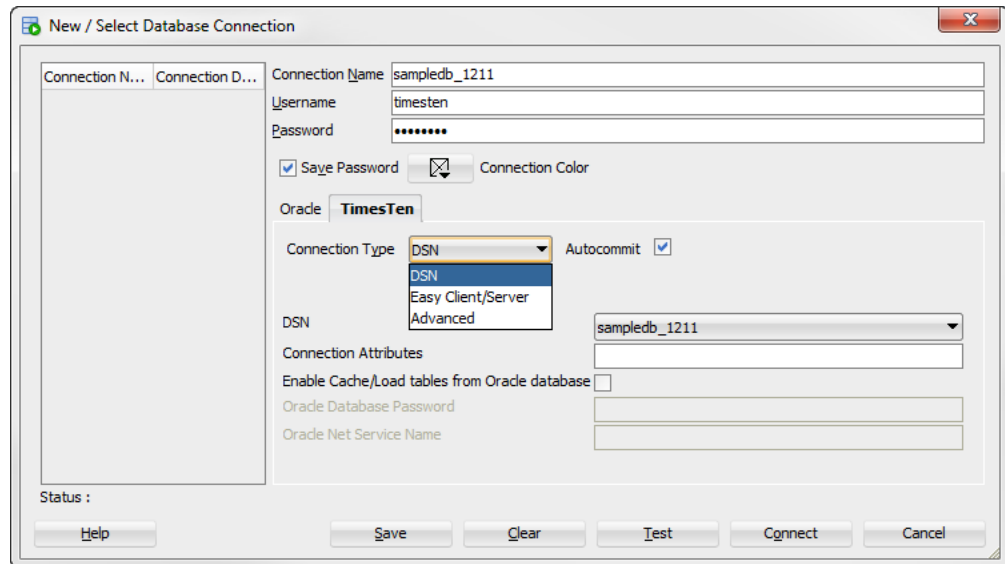 New / Select Database Connection
Connection N... Connection D...
Connection Name sampledb_1211
Username timesten
Password ••••••••
Save Password Connection Color
Oracle TimesTen
Connection Type DSN Autocommit
DSN
Easy Client/Server
Advanced
DSN sampledb_1211
Connection Attributes
Enable Cache/Load tables from Oracle database
Oracle Database Password
Oracle Net Service Name
Status :
Help Save Clear Test Connect Cancel